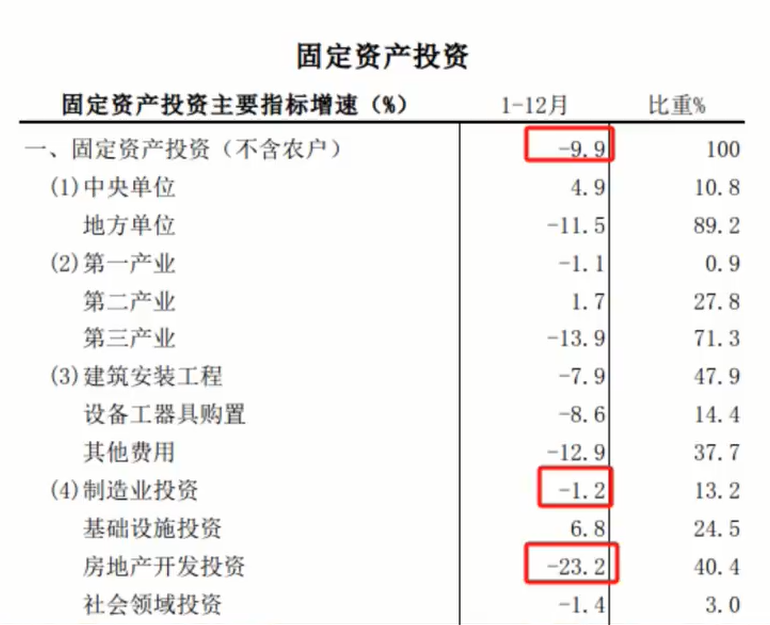 固定资产投资
固定资产投资主要指标增速（%） 1-12月 比重%
一、固定资产投资（不含农户） -9.9 100
(1)中央单位 4.9 10.8
地方单位 -11.5 89.2
(2)第一产业 -1.1 0.9
第二产业 1.7 27.8
第三产业 -13.9 71.3
(3)建筑安装工程 -7.9 47.9
设备工器具购置 -8.6 14.4
其他费用 -12.9 37.7
(4)制造业投资 -1.2 13.2
基础设施投资 6.8 24.5
房地产开发投资 -23.2 40.4
社会领域投资 -1.4 3.0